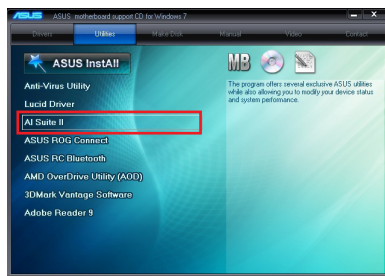 ASUS ASUS motherboard support CD for Windows 7
Drivers Utilities Make Disk Manual Video Contact
ASUS InstAll
Anti-Virus Utility
Lucid Driver
AI Suite II
ASUS ROG Connect
ASUS RC Bluetooth
AMD OverDrive Utility (AOD)
3DMark Vantage Software
Adobe Reader 9
MB
The program offers several exclusive ASUS utilities
while also allowing you to modify your device status
and system performance.